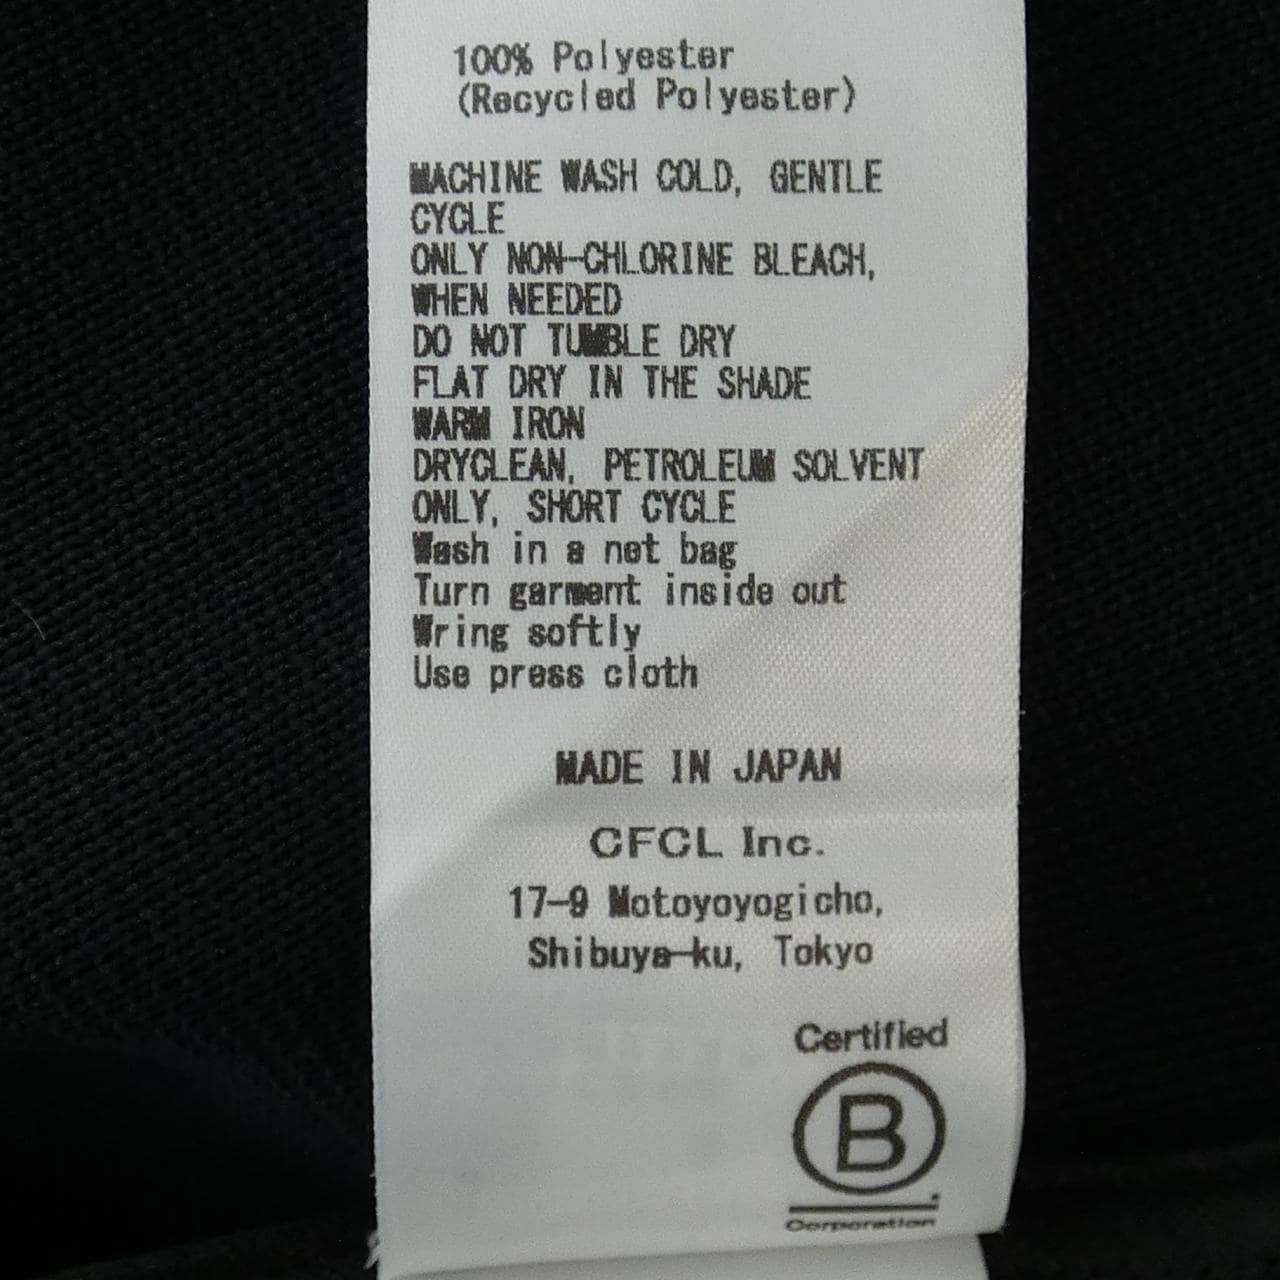 100% Polyester
(Recycled Polyester)
MACHINE WASH COLD, GENTLE
CYCLE
ONLY NON-CHLORINE BLEACH,
WHEN NEEDED
DO NOT TUMBLE DRY
FLAT DRY IN THE SHADE
WARM IRON
DRYCLEAN, PETROLEUM SOLVENT
ONLY, SHORT CYCLE
Wash in a net bag
Turn garment inside out
Wring softly
Use press cloth
MADE IN JAPAN
CFCL Inc.
17-9 Motoyoyogicho,
Shibuya-ku, Tokyo
Certified
B
Corporation